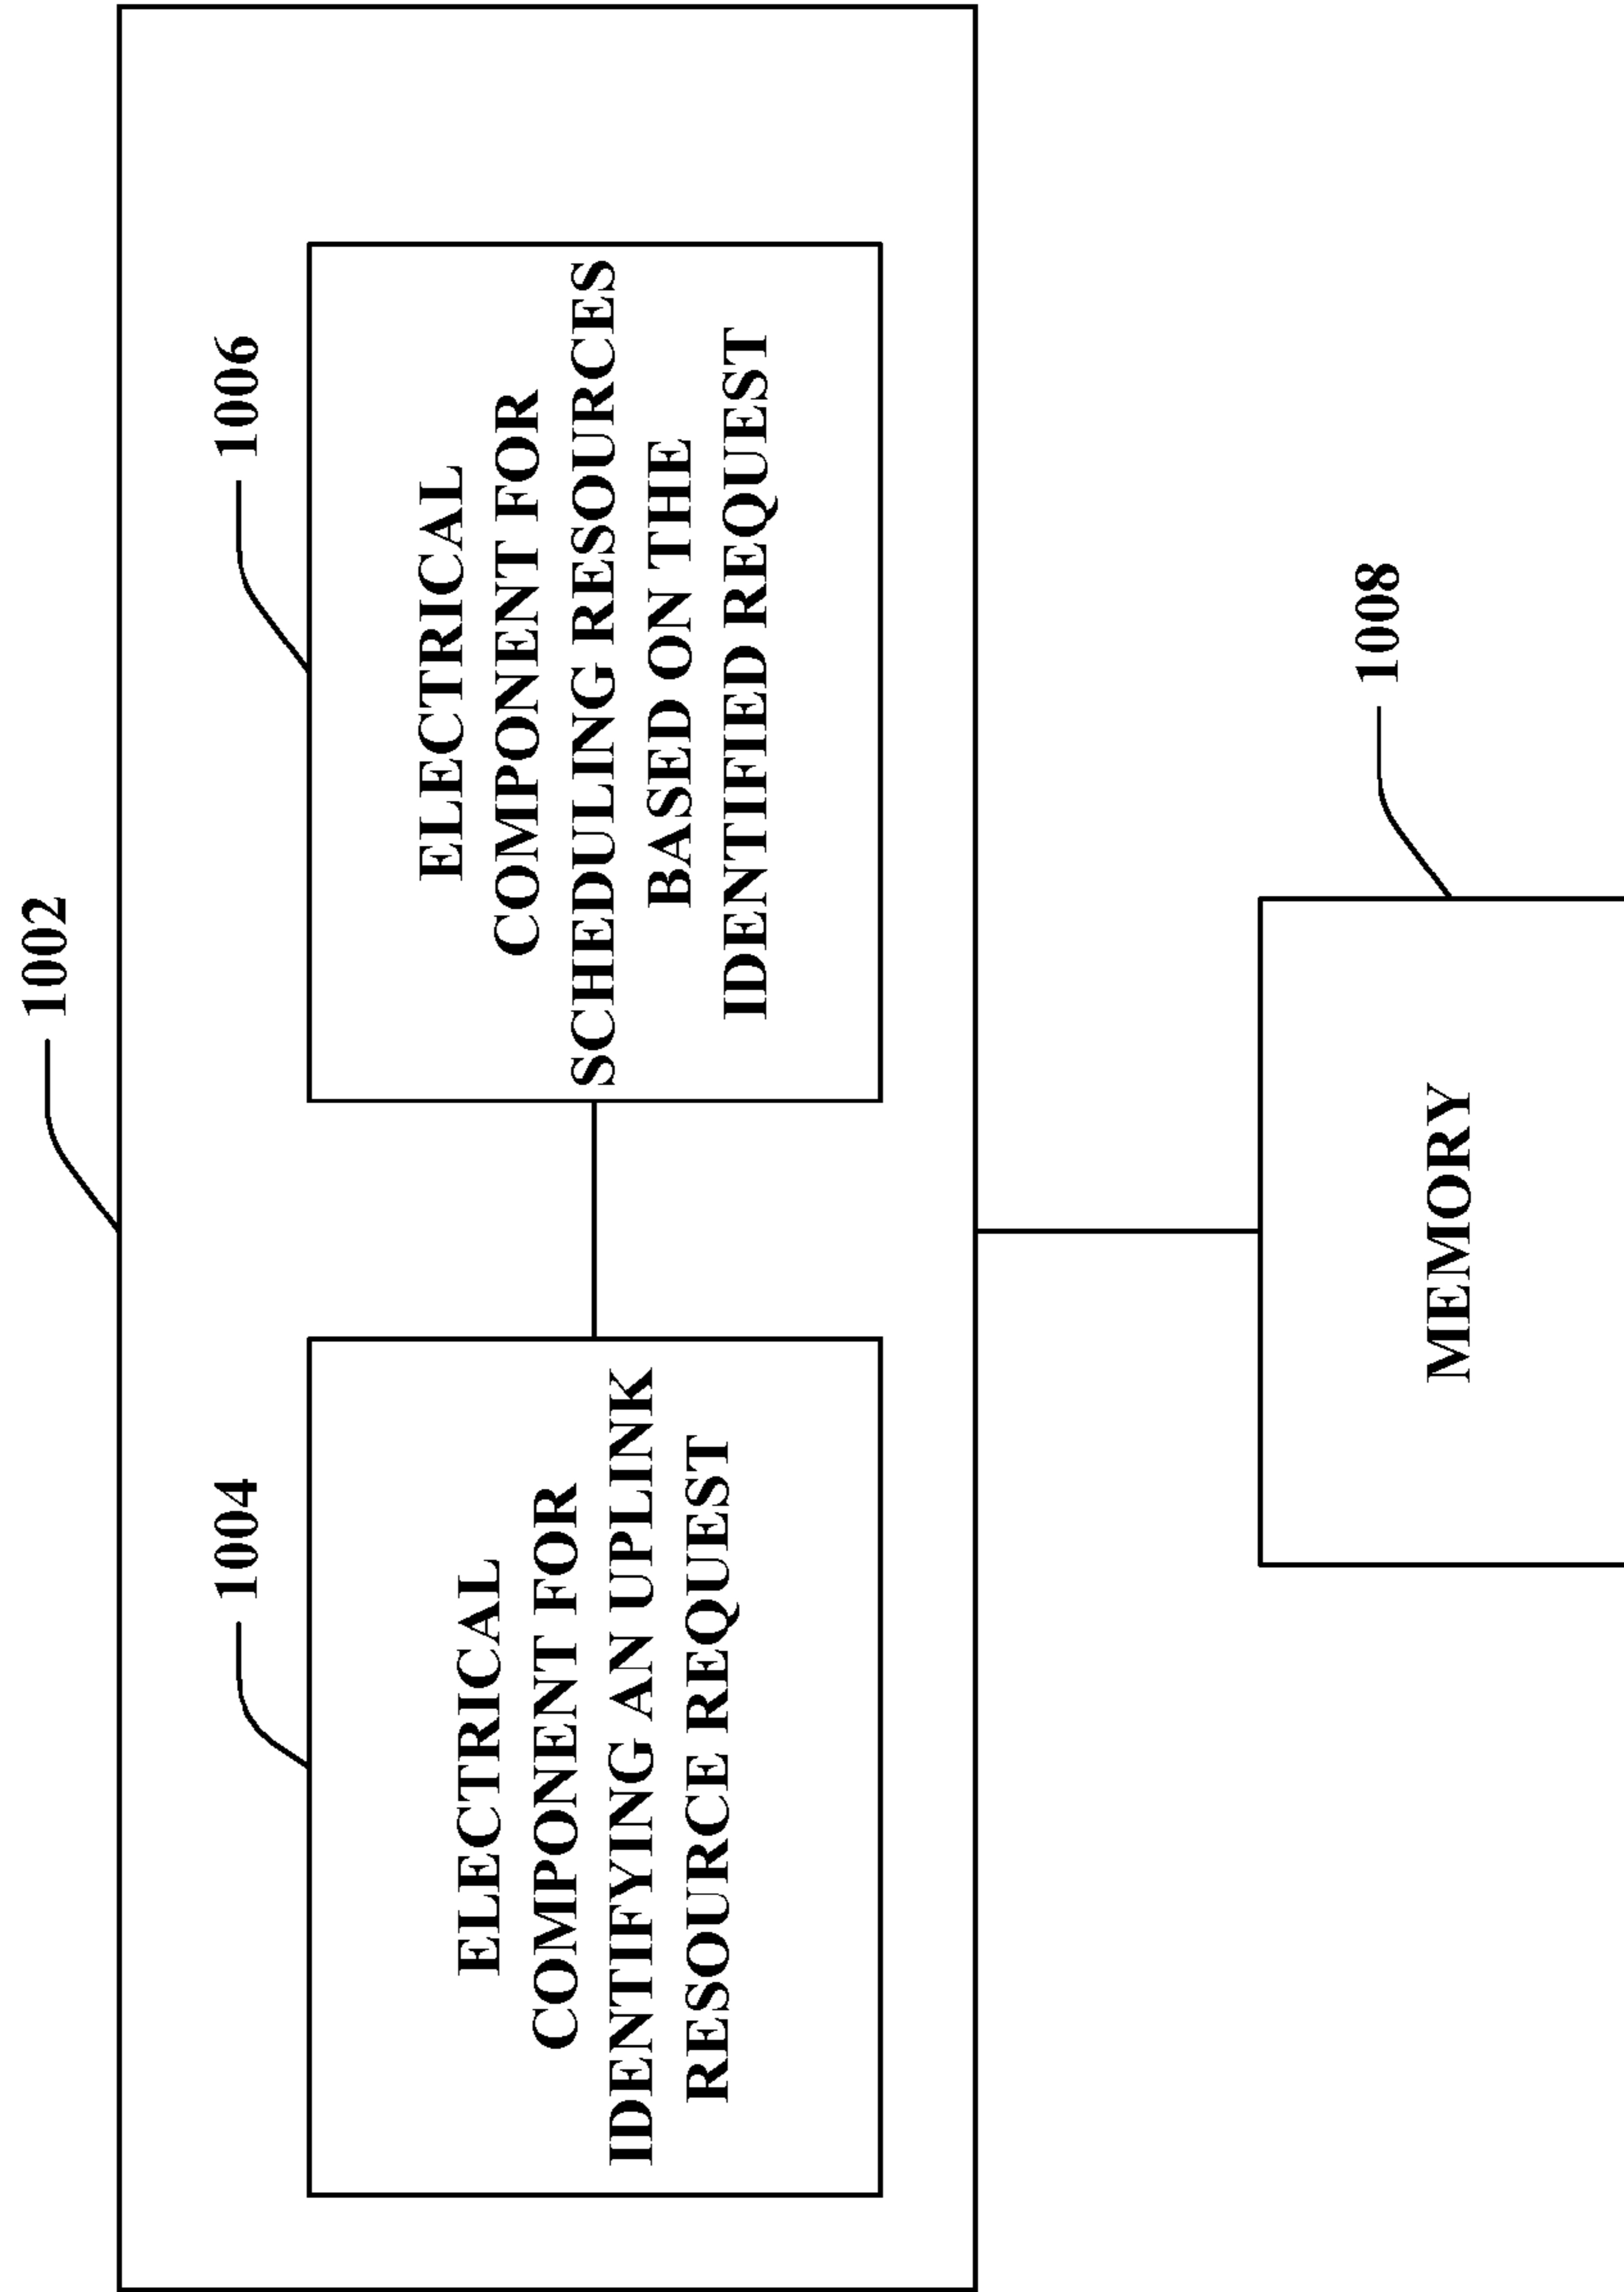 1002
1004
ELECTRICAL
COMPONENT FOR
IDENTIFYING AN UPLINK
RESOURCE REQUEST
1006
ELECTRICAL
COMPONENT FOR
SCHEDULING RESOURCES
BASED ON THE
IDENTIFIED REQUEST
1008
MEMORY